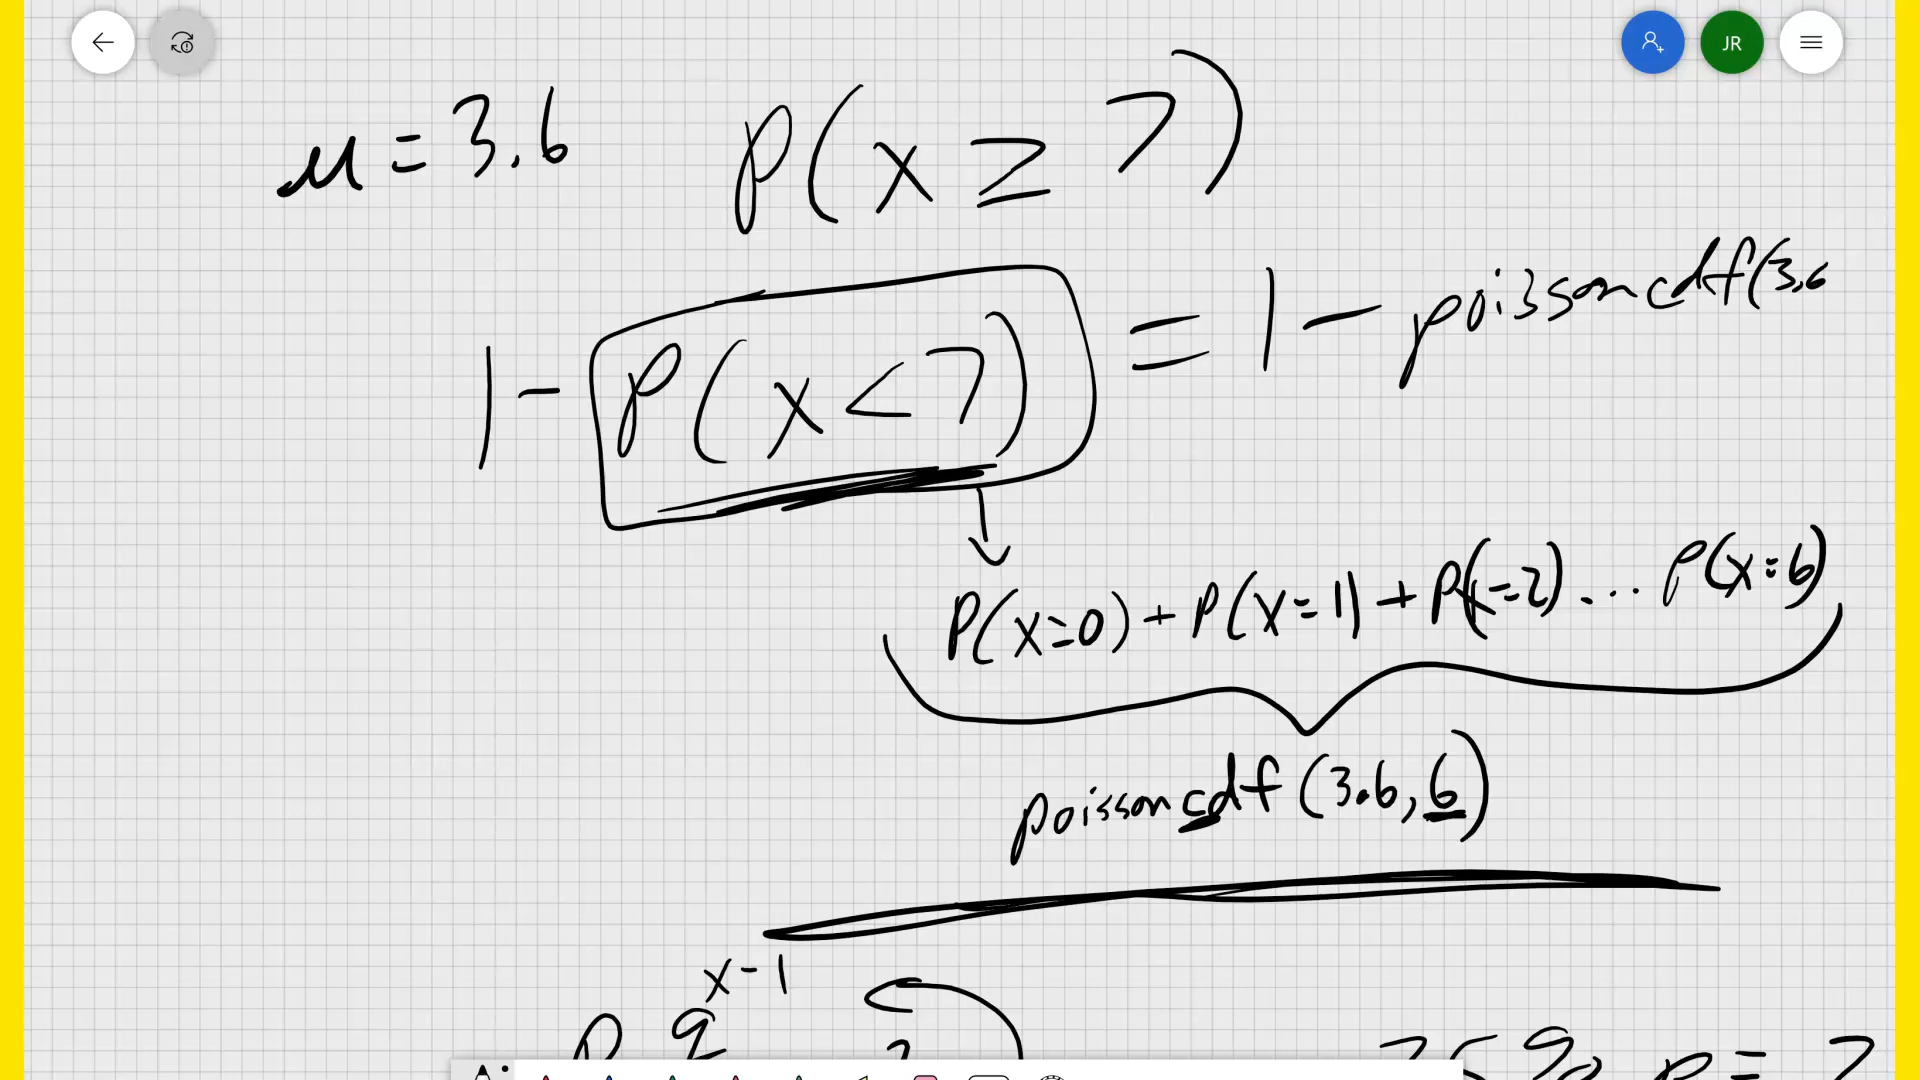 JR
μ = 3.6 P(x ≥ 7)
1 - P(x < 7) = 1 - poissoncdf(3.6
P(x=0) + P(x=1) + P(x=2) ... P(x=6)
poissoncdf(3.6, 6)
x-1